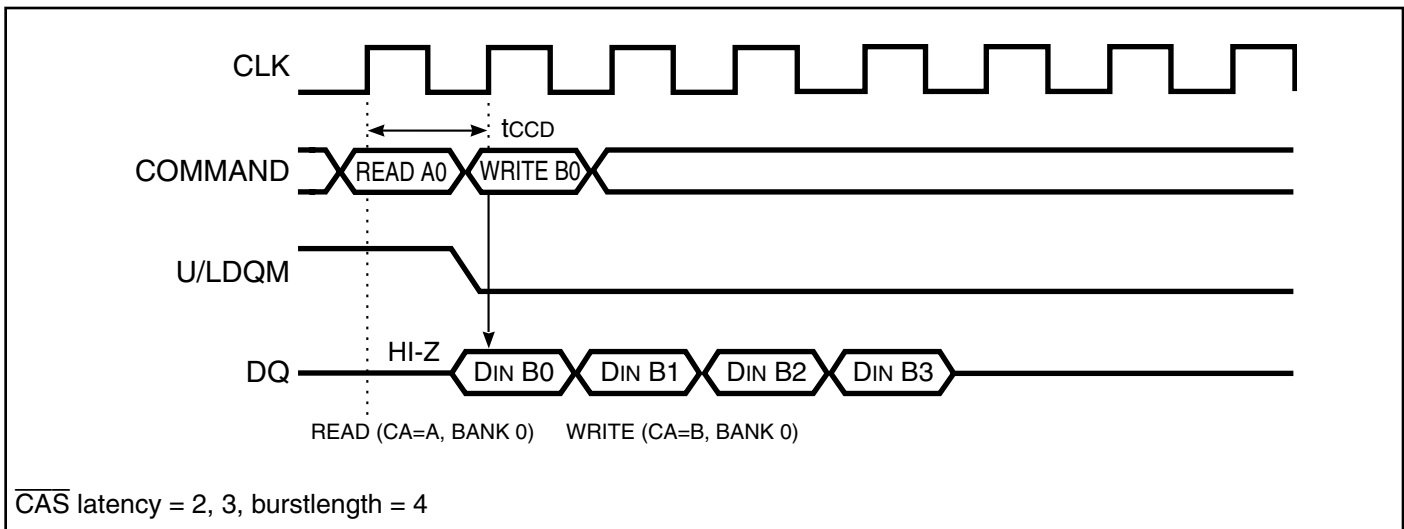 CLK
tCCD
COMMAND READ A0 WRITE B0
U/LDQM
HI-Z
DQ DIN B0 DIN B1 DIN B2 DIN B3
READ (CA=A, BANK 0) WRITE (CA=B, BANK 0)
CAS latency = 2, 3, burstlength = 4